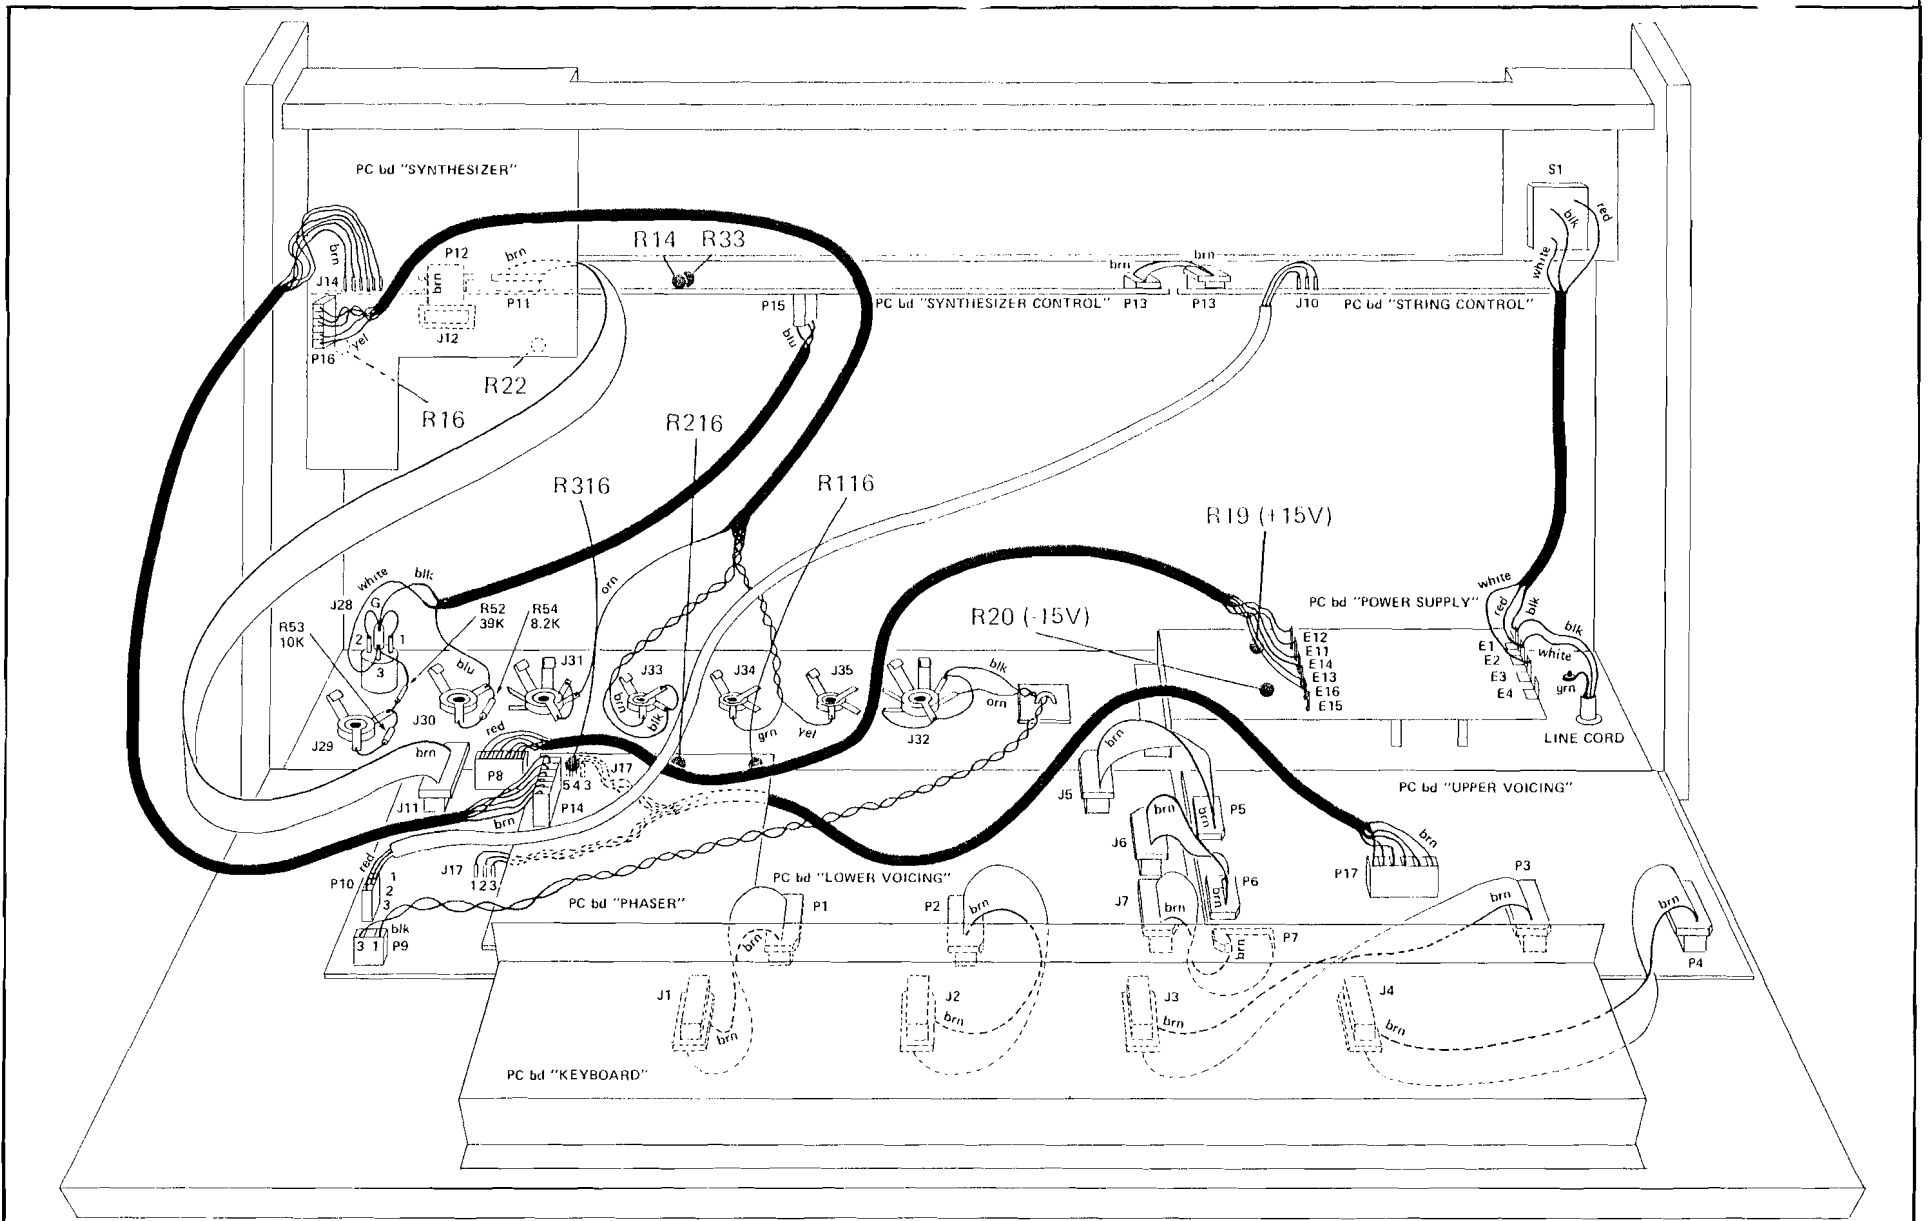 PC bd "SYNTHESIZER"
S1
blk
red
white
brn
J14
P12
brn
brn
P11
J12
P16
yel
R14 R33
R22
R16
P15
blu
PC bd "SYNTHESIZER CONTROL"
brn
brn
P13
P13
J10
PC bd "STRING CONTROL"
R216
R316
R116
R19 (+15V)
orn
white
blk
J28
G
2
1
3
R53
10K
R52
39K
R54
8.2K
blu
J31
J33
J34
J35
J30
J29
brn
blk
grn
yel
J32
blk
orn
R20 (-15V)
PC bd "POWER SUPPLY"
E12
E11
E14
E13
E16
E15
white
red
blk
blk
white
E1
E2
E3
E4
grn
LINE CORD
red
brn
P8
J11
543
J17
P14
brn
red
P10
1
2
3
J17
123
blk
3 1
P9
PC bd "LOWER VOICING"
PC bd "PHASER"
PC bd "UPPER VOICING"
brn
J5
P5
brn
brn
J6
P6
brn
J7
brn
P7
brn
P17
brn
P3
brn
brn
P4
P1
brn
P2
brn
J1
brn
J2
brn
J3
brn
J4
brn
PC bd "KEYBOARD"